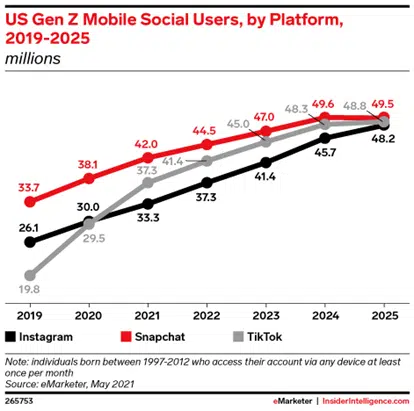 US Gen Z Mobile Social Users, by Platform,
2019-2025
millions
33.7
38.1
42.0
44.5
47.0
49.6
49.5
26.1
30.0
33.3
37.3
41.4
45.7
48.2
19.8
29.5
37.3
41.4
45.0
48.3
48.8
2019 2020 2021 2022 2023 2024 2025
Instagram Snapchat TikTok
Note: individuals born between 1997-2012 who access their account via any device at least
once per month
Source: eMarketer, May 2021
265753 eMarketer | InsiderIntelligence.com